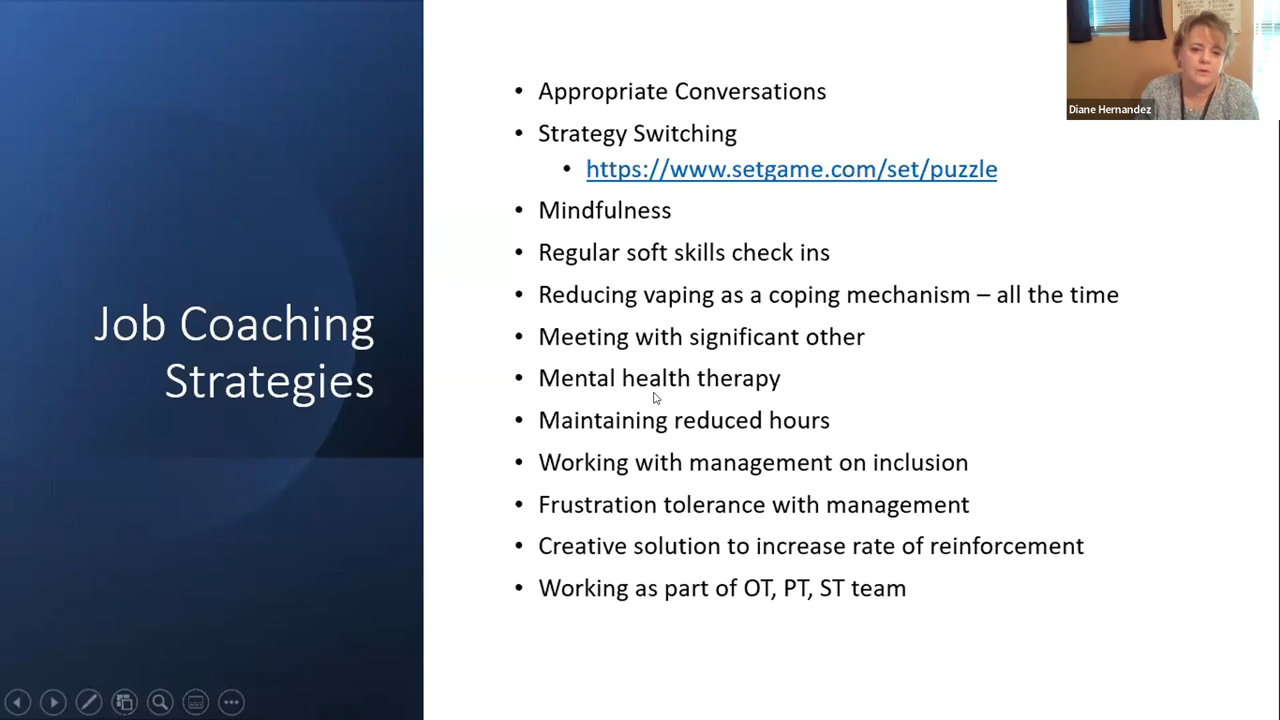 Job Coaching
Strategies
• Appropriate Conversations
• Strategy Switching
• https://www.setgame.com/set/puzzle
• Mindfulness
• Regular soft skills check ins
• Reducing vaping as a coping mechanism – all the time
• Meeting with significant other
• Mental health therapy
• Maintaining reduced hours
• Working with management on inclusion
• Frustration tolerance with management
• Creative solution to increase rate of reinforcement
• Working as part of OT, PT, ST team
Diane Hernandez